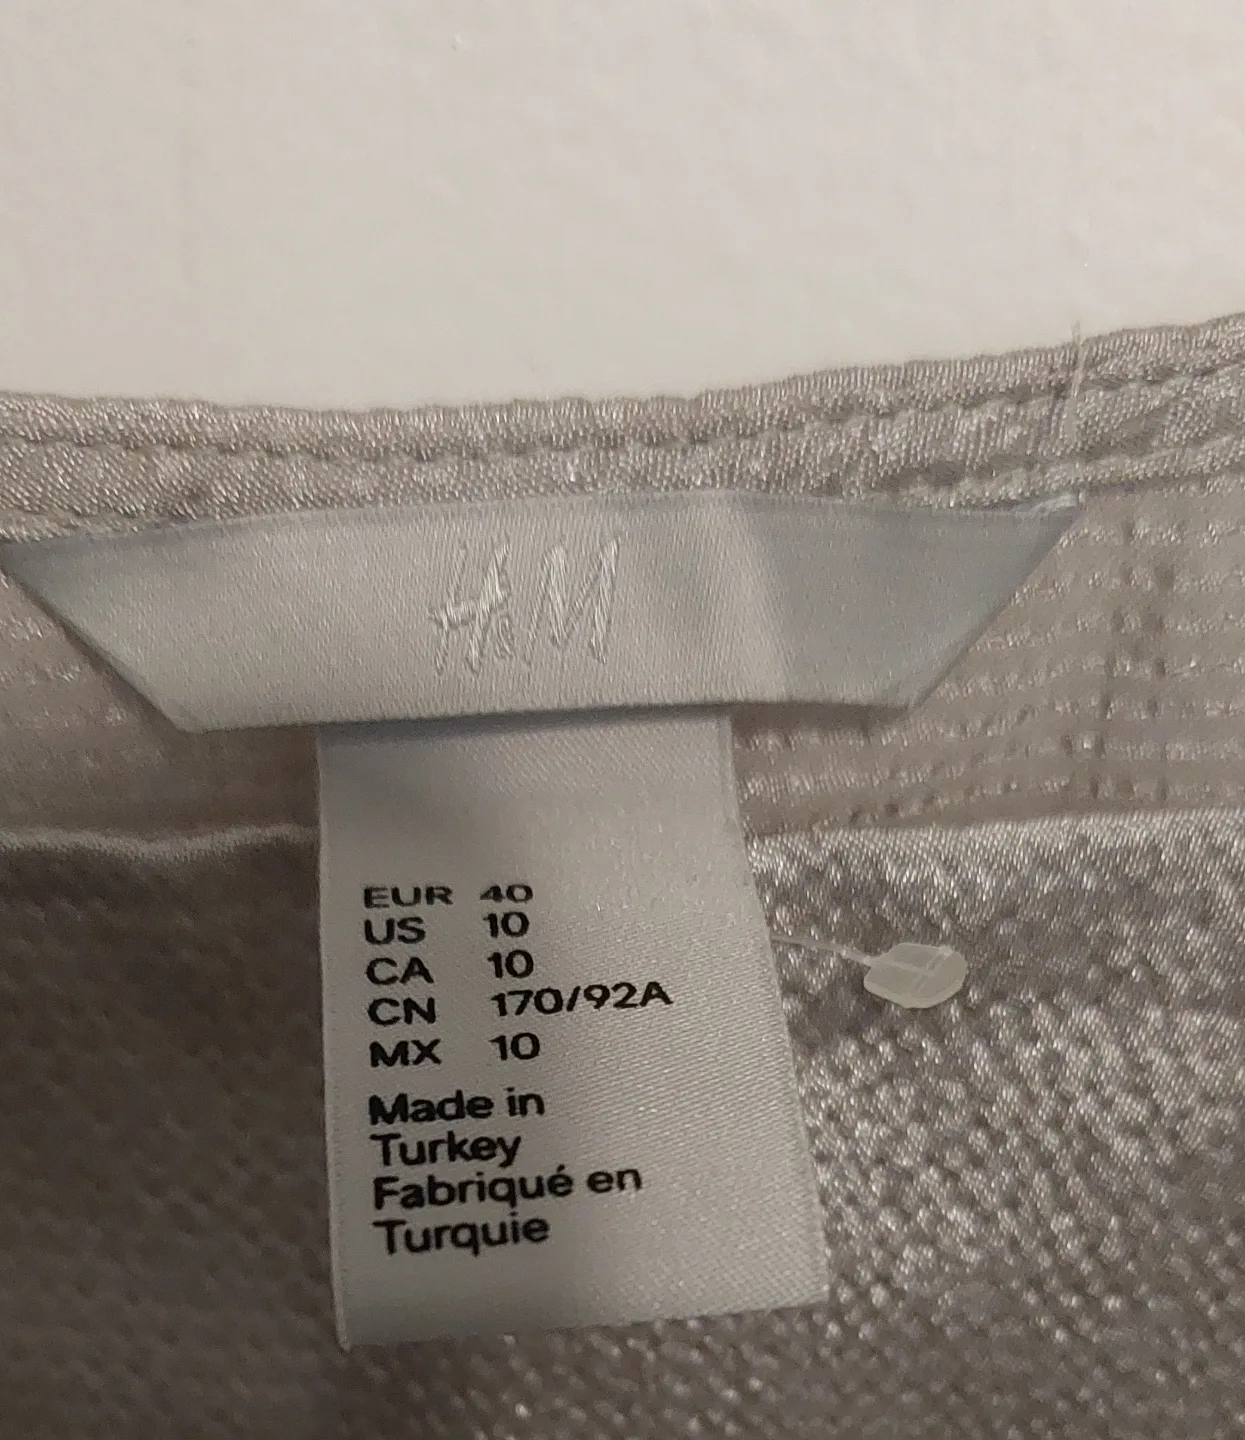 H&M
EUR 40
US 10
CA 10
CN 170/92A
MX 10
Made in
Turkey
Fabriqué en
Turquie